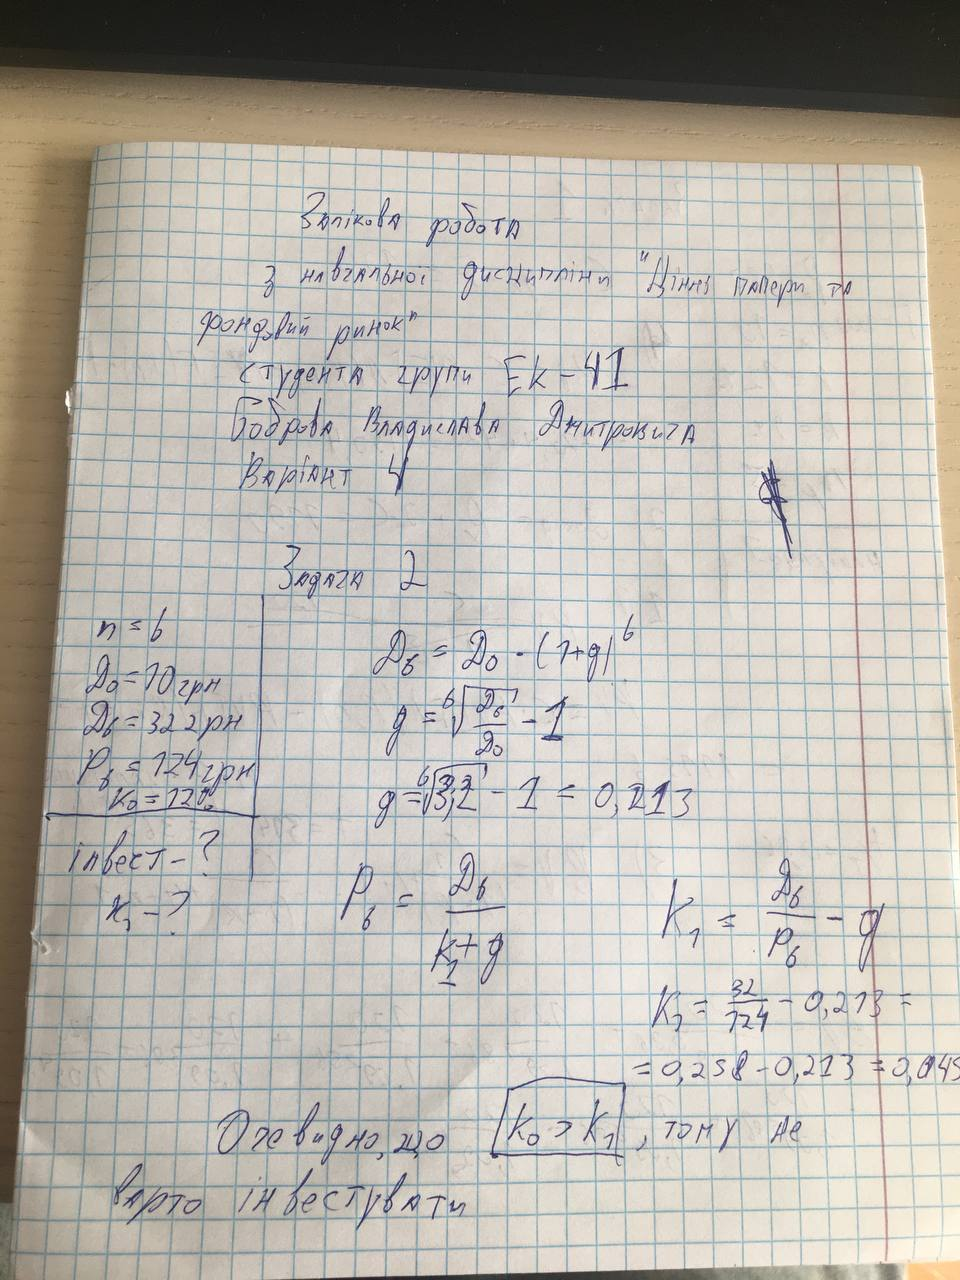 Залікова робота
з навчальної дисципліни "Цінні папери та
фондовий ринок"
студента групи ЕК-41
Боброва Владислава Дмитровича
Варіант 4
Задача 2
n = 6
D₀ = 10 грн
D₆ = 32 грн
P₆ = 124 грн
K₀ = 12%
інвест - ?
K₁ - ?
D₆ = D₀ · (1+g)⁶
g = ⁶√(D₆/D₀) - 1
g = ⁶√3,2 - 1 = 0,213
P₆ = D₆/(K₁+g)
K₁ = D₆/P₆ - g
K₁ = 32/124 - 0,213 =
= 0,258 - 0,213 = 0,045
Очевидно, що K₀ > K₁, тому не
варто інвестувати